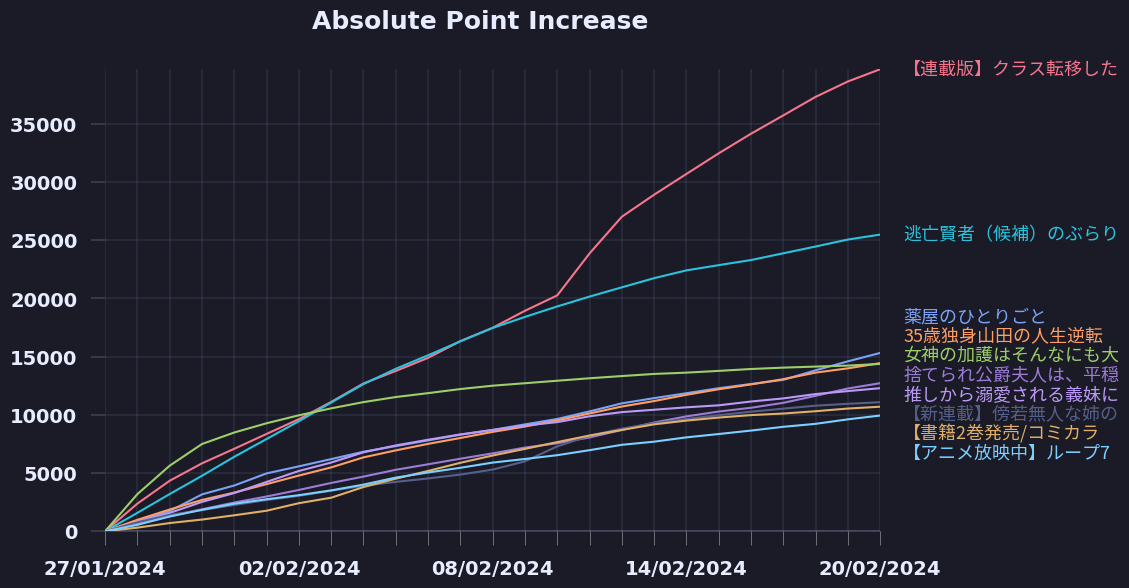 Absolute Point Increase
35000
30000
25000
20000
15000
10000
5000
0
27/01/2024
02/02/2024
08/02/2024
14/02/2024
20/02/2024
【連載版】クラス転移した
逃亡賢者（候補）のぶらり
薬屋のひとりごと
35歳独身山田の人生逆転
女神の加護はそんなにも大
捨てられ公爵夫人は、平穏
推しから溺愛される義妹に
【新連載】傍若無人な姉の
【書籍2巻発売/コミカラ
【アニメ放映中】ループ7